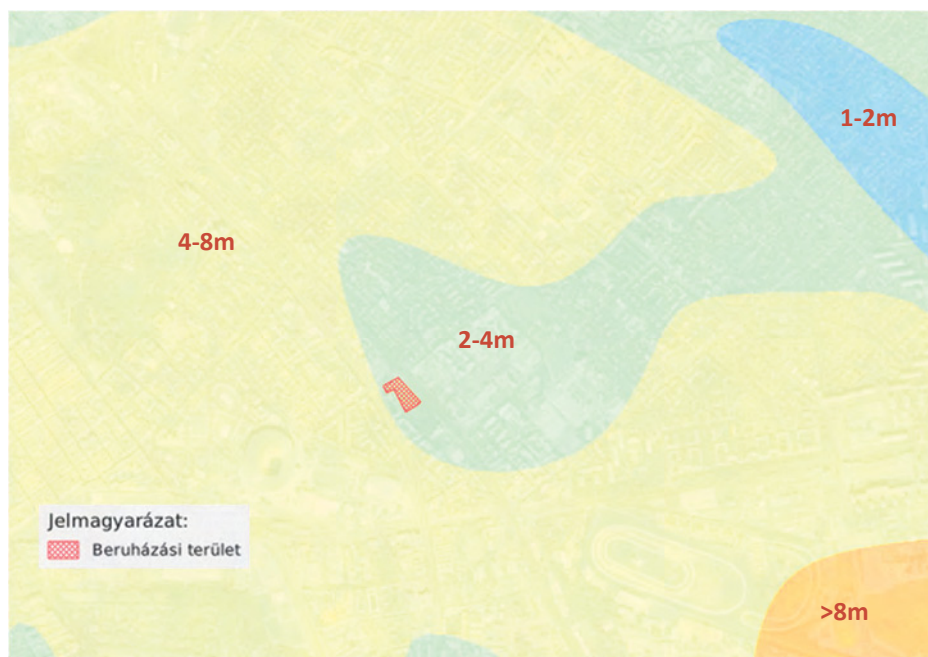 1-2m
4-8m
2-4m
Jelmagyarázat:
Beruházási terület
>8m